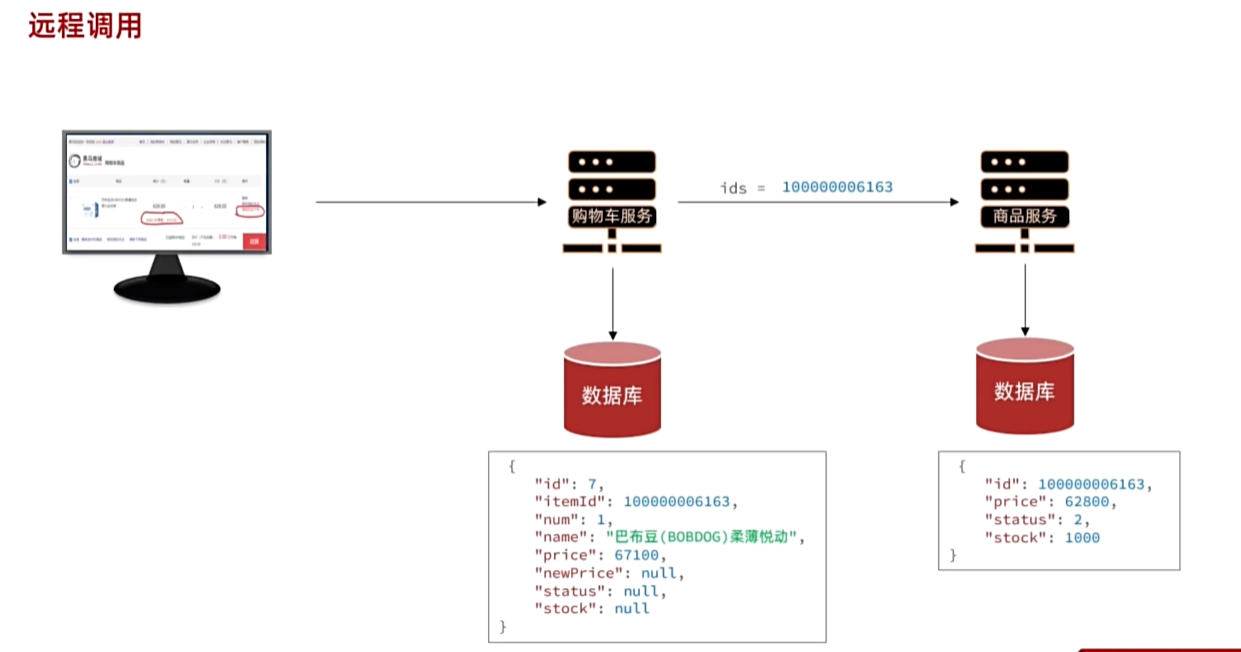 远程调用
购物车服务
ids = 100000006163
商品服务
数据库
数据库
{
"id": 7,
"itemId": 100000006163,
"num": 1,
"name": "巴布豆(BOBDOG)柔薄悦动",
"price": 67100,
"newPrice": null,
"status": null,
"stock": null
}
{
"id": 100000006163,
"price": 62800,
"status": 2,
"stock": 1000
}